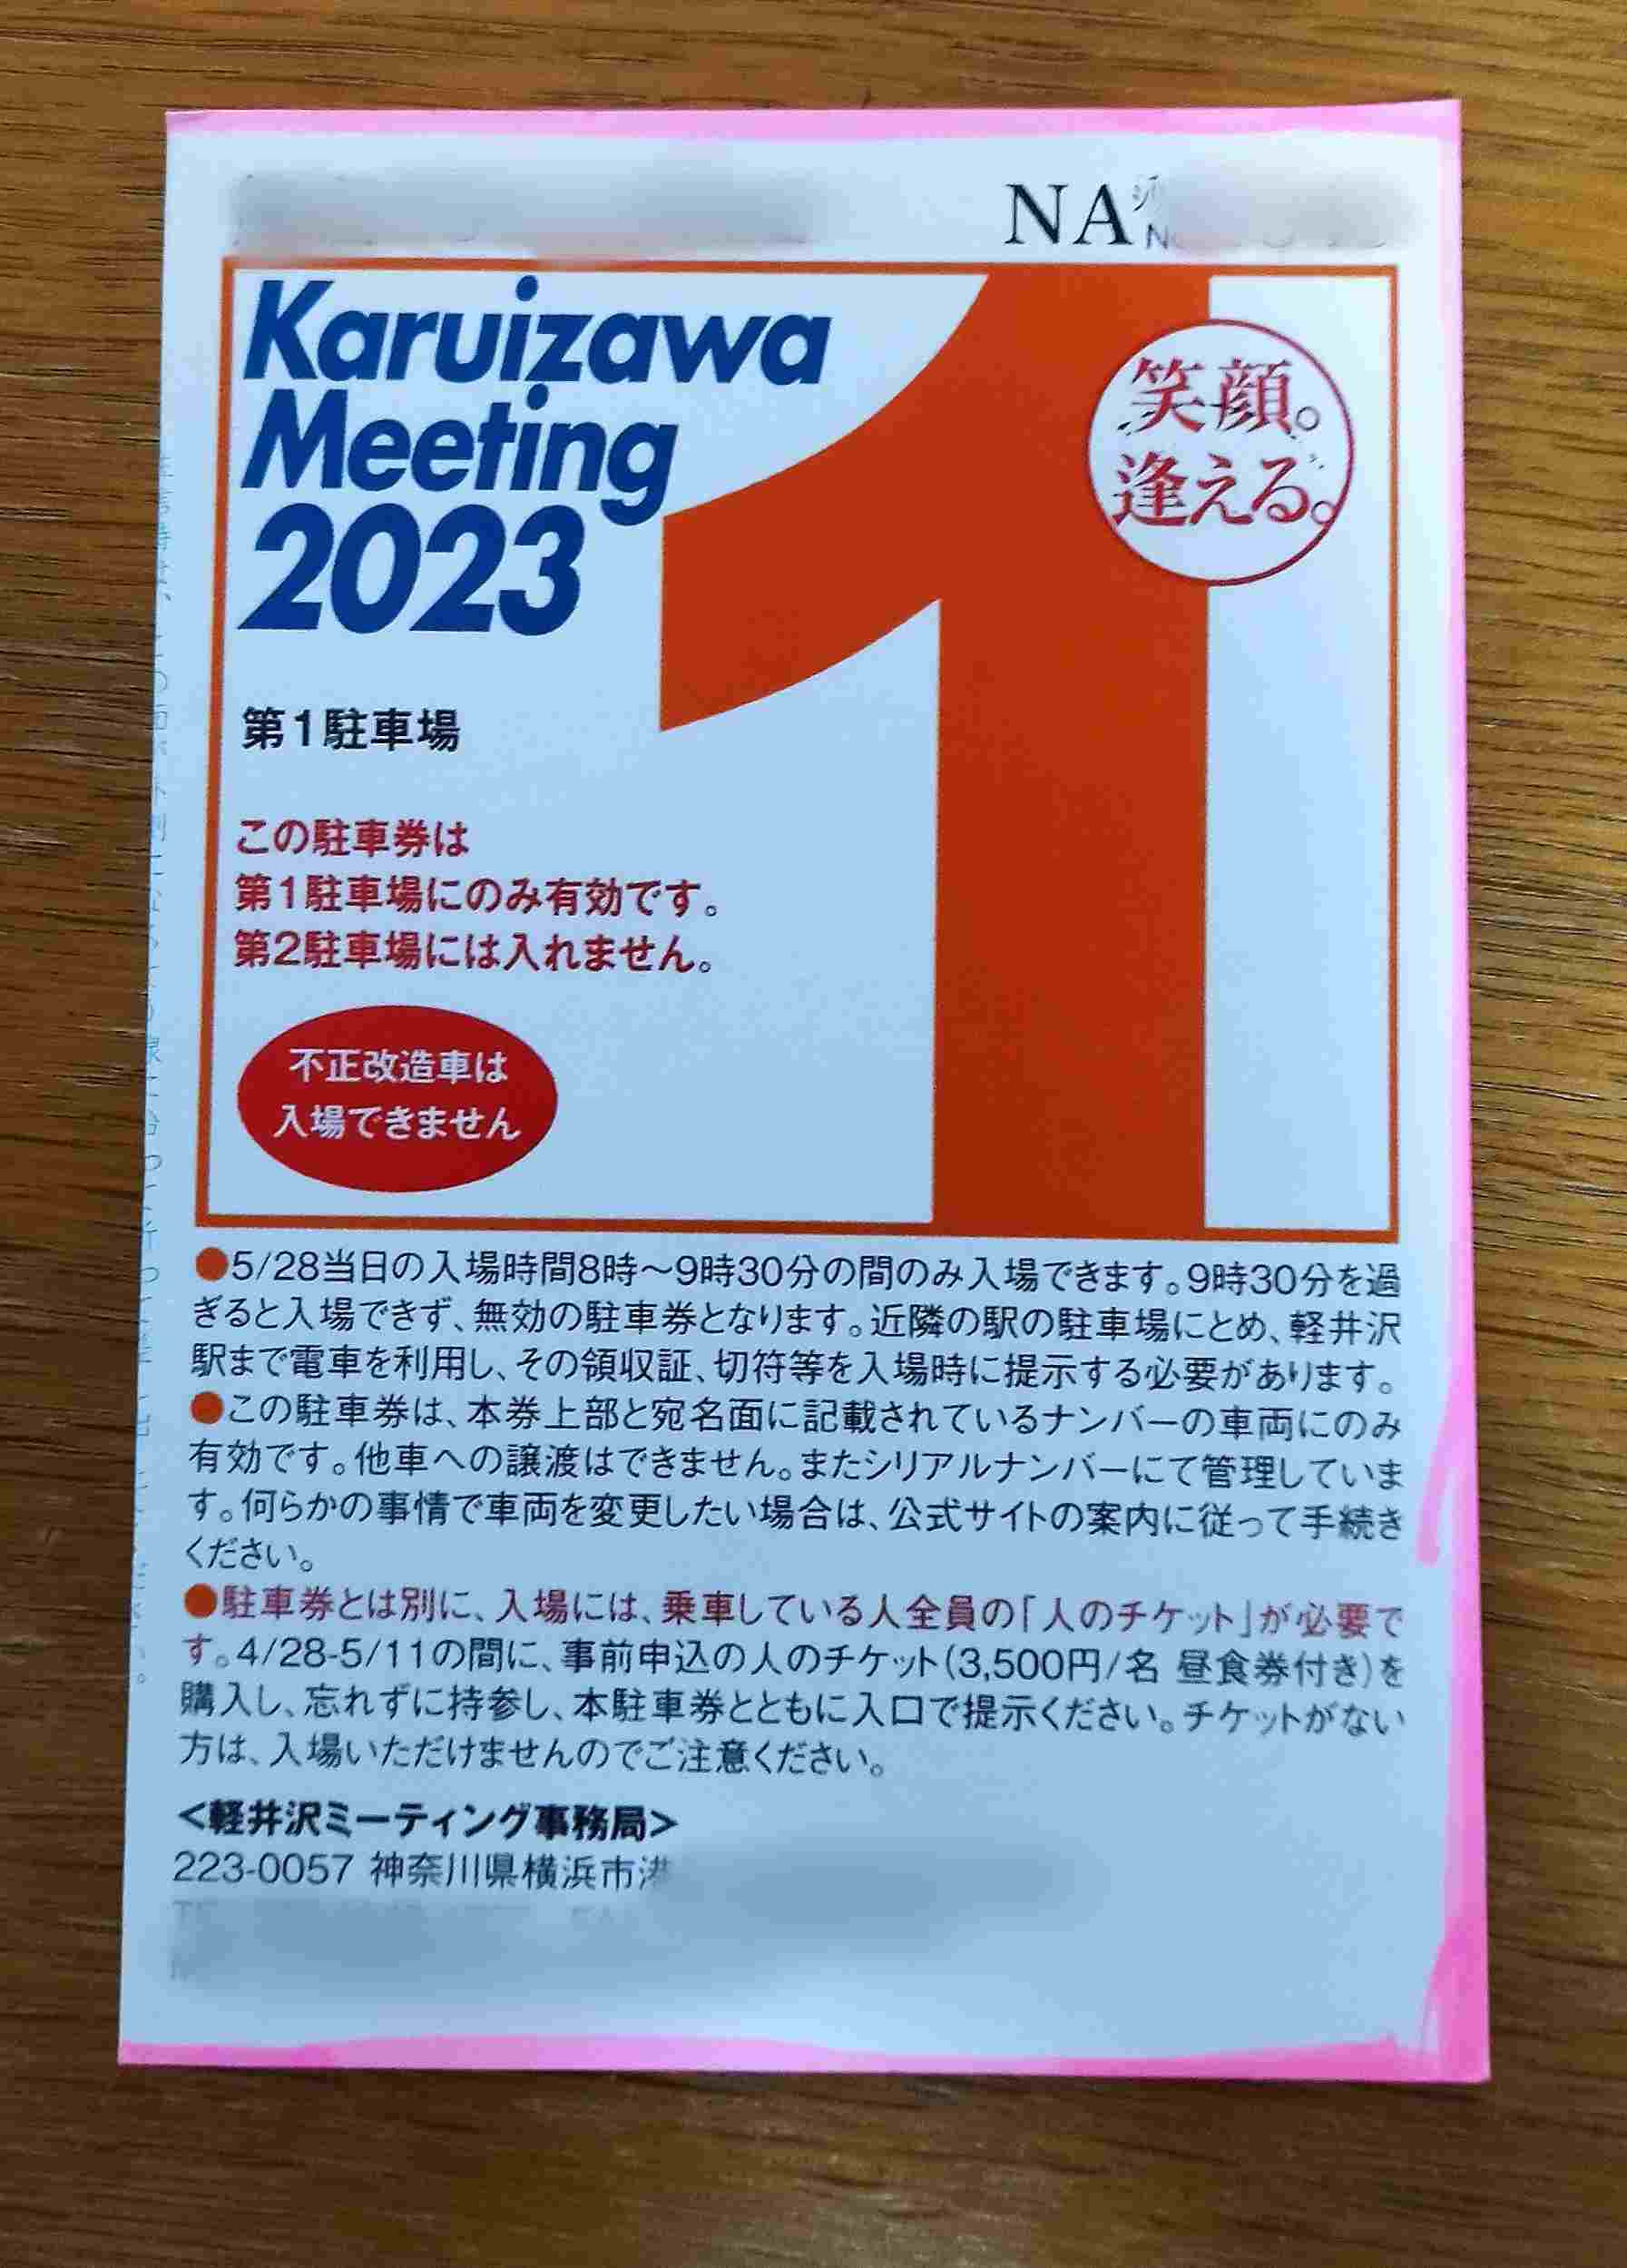 NA
Karuizawa
Meeting
2023
笑顔。
逢える。
第1駐車場
この駐車券は
第1駐車場にのみ有効です。
第2駐車場には入れません。
不正改造車は
入場できません
●5/28当日の入場時間8時～9時30分の間のみ入場できます。9時30分を過
ぎると入場できず、無効の駐車券となります。近隣の駅の駐車場にとめ、軽井沢
駅まで電車を利用し、その領収証、切符等を入場時に提示する必要があります。
●この駐車券は、本券上部と宛名面に記載されているナンバーの車両にのみ
有効です。他車への譲渡はできません。またシリアルナンバーにて管理していま
す。何らかの事情で車両を変更したい場合は、公式サイトの案内に従って手続き
ください。
●駐車券とは別に、入場には、乗車している人全員の「人のチケット」が必要で
す。4/28-5/11の間に、事前申込の人のチケット(3,500円/名 昼食券付き)を
購入し、忘れずに持参し、本駐車券とともに入口で提示ください。チケットがない
方は、入場いただけませんのでご注意ください。
<軽井沢ミーティング事務局>
223-0057 神奈川県横浜市港